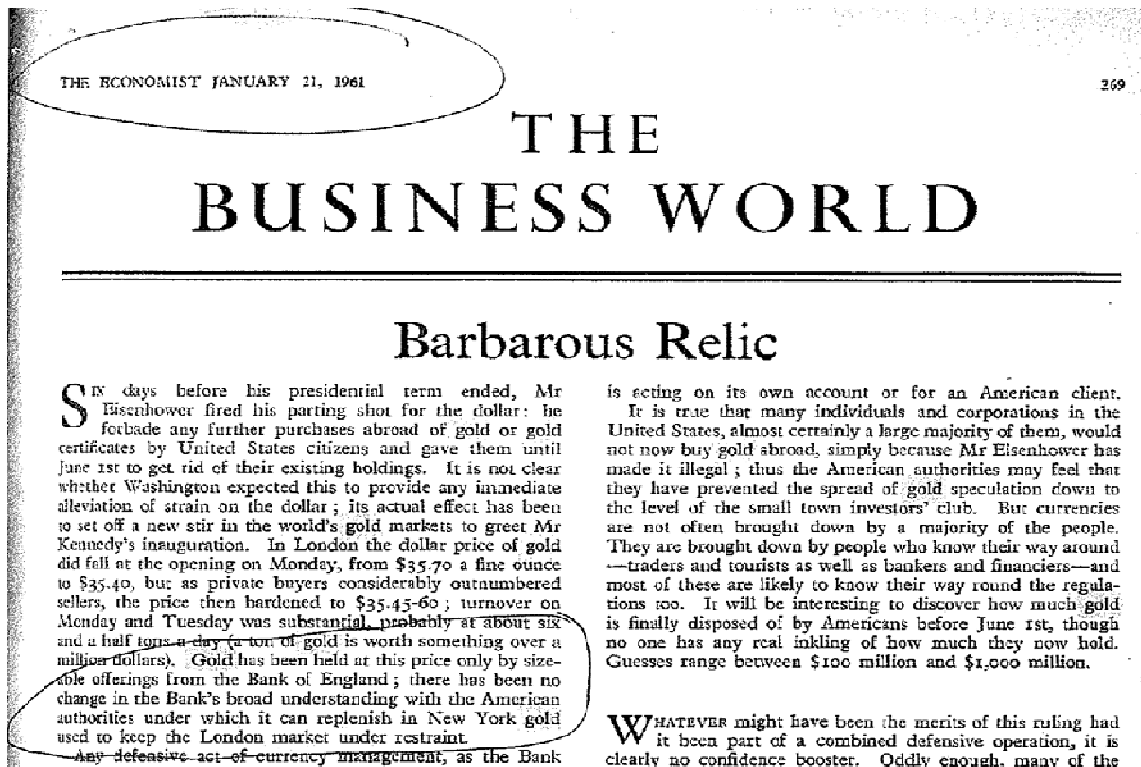 THE ECONOMIST JANUARY 21, 1961
269
THE
BUSINESS WORLD
Barbarous Relic
SIX days before his presidential term ended, Mr
Eisenhower fired his parting shot for the dollar: he
forbade any further purchases abroad of gold or gold
certificates by United States citizens and gave them until
June 1st to get rid of their existing holdings. It is not clear
whether Washington expected this to provide any immediate
alleviation of strain on the dollar; its actual effect has been
to set off a new stir in the world's gold markets to greet Mr
Kennedy's inauguration. In London the dollar price of gold
did fall at the opening on Monday, from $35.70 a fine ounce
to $35.40, but as private buyers considerably outnumbered
sellers, the price then hardened to $35.45-60; turnover on
Monday and Tuesday was substantial, probably at about six
and a half tons a day (a ton of gold is worth something over a
million dollars). Gold has been held at this price only by size-
able offerings from the Bank of England; there has been no
change in the Bank's broad understanding with the American
authorities under which it can replenish in New York gold
used to keep the London market under restraint.
Any defensive act of currency management, as the Bank
is acting on its own account or for an American client.
It is true that many individuals and corporations in the
United States, almost certainly a large majority of them, would
not now buy gold abroad, simply because Mr Eisenhower has
made it illegal; thus the American authorities may feel that
they have prevented the spread of gold speculation down to
the level of the small town investors' club. But currencies
are not often brought down by a majority of the people.
They are brought down by people who know their way around
—traders and tourists as well as bankers and financiers—and
most of these are likely to know their way round the regula-
tions too. It will be interesting to discover how much gold
is finally disposed of by Americans before June 1st, though
no one has any real inkling of how much they now hold.
Guesses range between $100 million and $1,000 million.
WHATEVER might have been the merits of this ruling had
it been part of a combined defensive operation, it is
clearly no confidence booster. Oddly enough, many of the